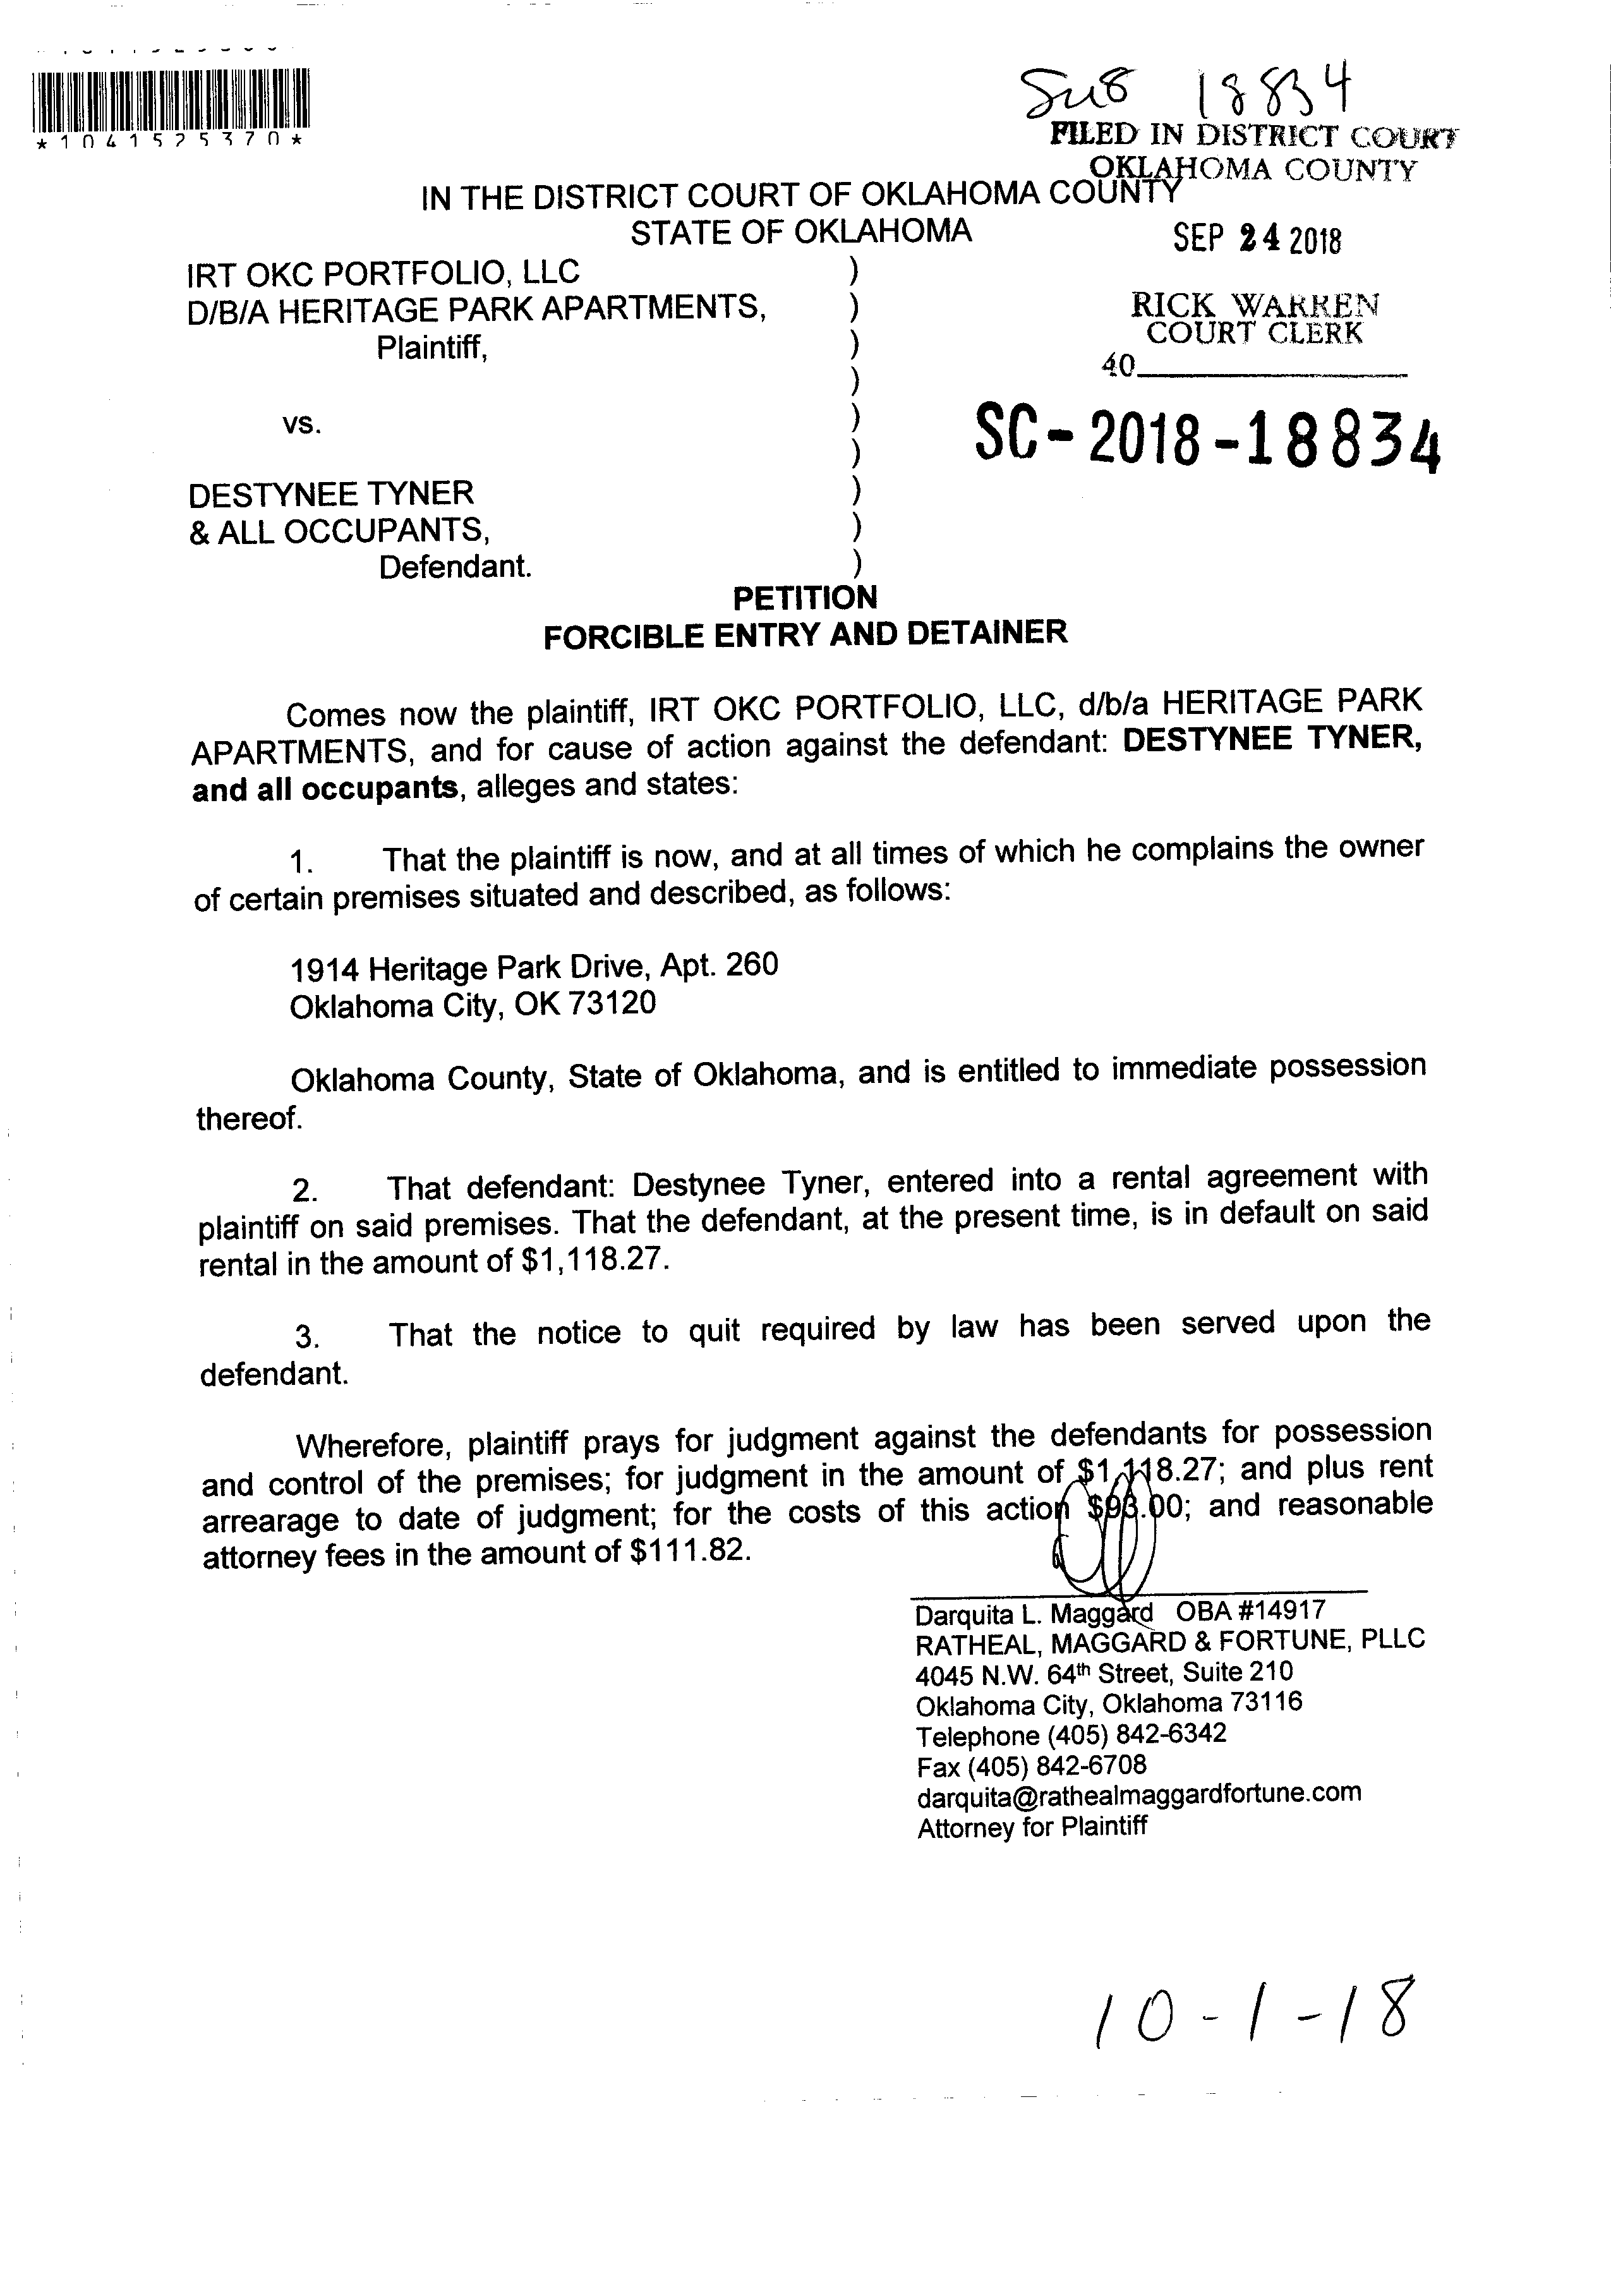 *1041525370*
18834
FILED IN DISTRICT COURT
OKLAHOMA COUNTY
IN THE DISTRICT COURT OF OKLAHOMA COUNTY
STATE OF OKLAHOMA
SEP 24 2018
IRT OKC PORTFOLIO, LLC )
D/B/A HERITAGE PARK APARTMENTS, )
Plaintiff, )
)
vs. )
)
DESTYNEE TYNER )
& ALL OCCUPANTS, )
Defendant. )
RICK WARREN
COURT CLERK
40
SC-2018-18834
PETITION
FORCIBLE ENTRY AND DETAINER
Comes now the plaintiff, IRT OKC PORTFOLIO, LLC, d/b/a HERITAGE PARK
APARTMENTS, and for cause of action against the defendant: DESTYNEE TYNER,
and all occupants, alleges and states:
1. That the plaintiff is now, and at all times of which he complains the owner
of certain premises situated and described, as follows:
1914 Heritage Park Drive, Apt. 260
Oklahoma City, OK 73120
Oklahoma County, State of Oklahoma, and is entitled to immediate possession
thereof.
2. That defendant: Destynee Tyner, entered into a rental agreement with
plaintiff on said premises. That the defendant, at the present time, is in default on said
rental in the amount of $1,118.27.
3. That the notice to quit required by law has been served upon the
defendant.
Wherefore, plaintiff prays for judgment against the defendants for possession
and control of the premises; for judgment in the amount of $1,118.27; and plus rent
arrearage to date of judgment; for the costs of this action $93.00; and reasonable
attorney fees in the amount of $111.82.
Darquita L. Maggard OBA #14917
RATHEAL, MAGGARD & FORTUNE, PLLC
4045 N.W. 64th Street, Suite 210
Oklahoma City, Oklahoma 73116
Telephone (405) 842-6342
Fax (405) 842-6708
darquita@rathealmaggardfortune.com
Attorney for Plaintiff
10-1-18